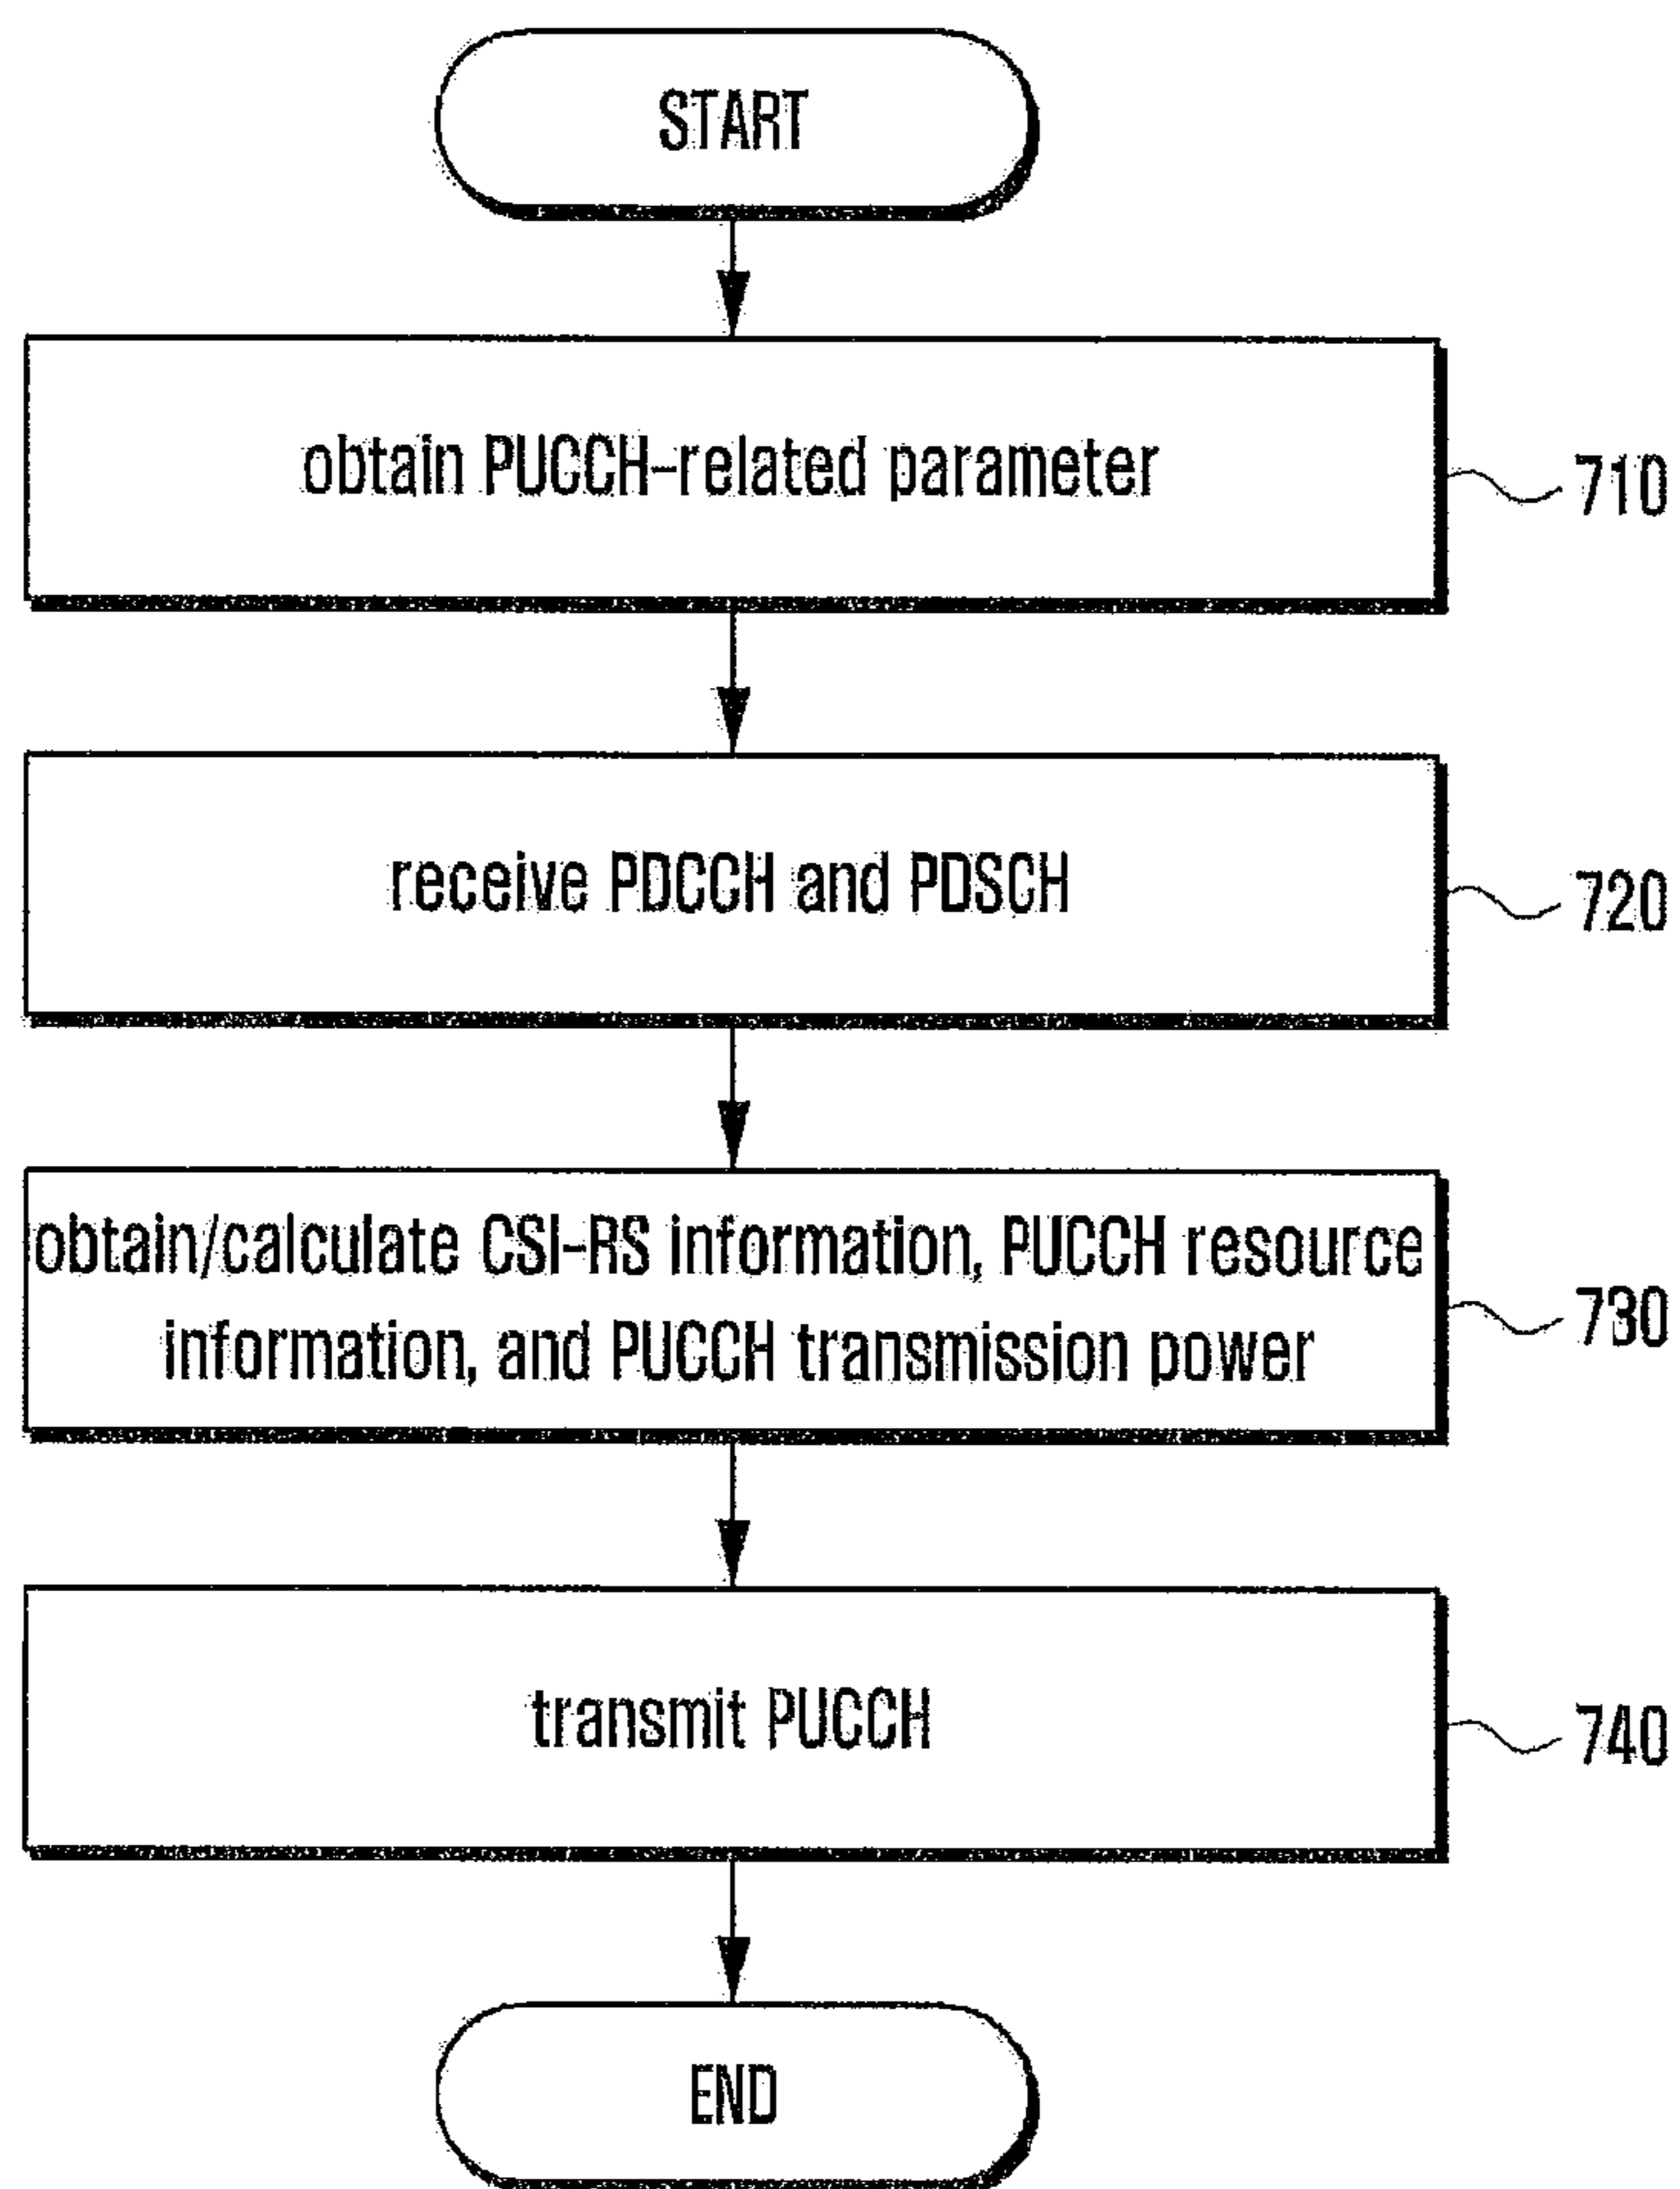 START
obtain PUCCH-related parameter
710
receive PDCCH and PDSCH
720
obtain/calculate CSI-RS information, PUCCH resource
information, and PUCCH transmission power
730
transmit PUCCH
740
END